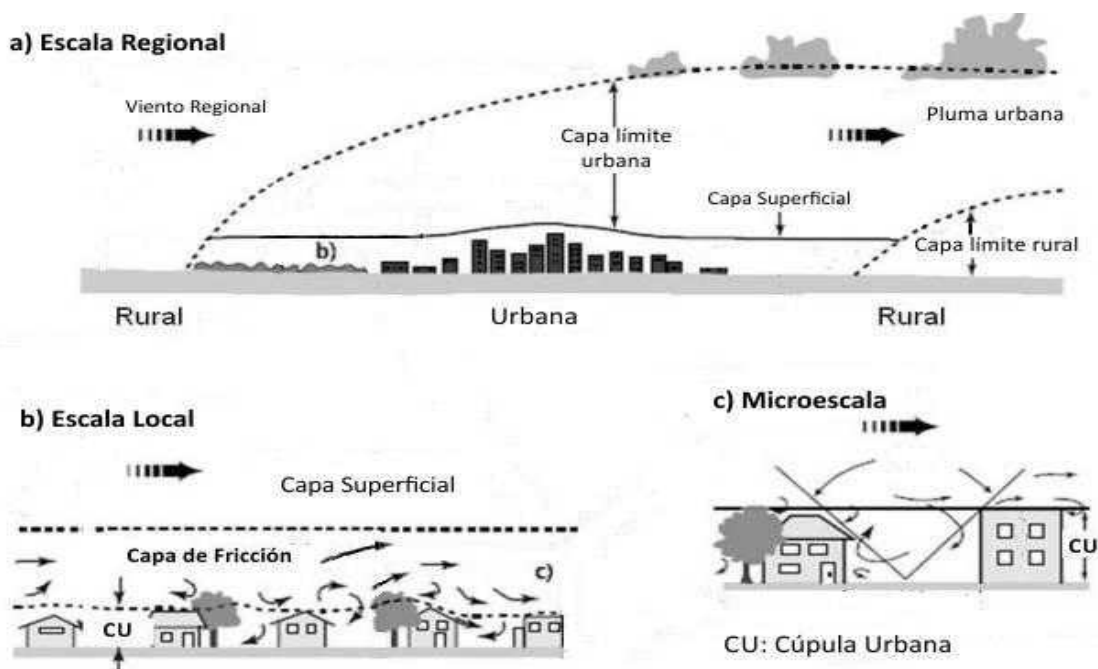 a) Escala Regional
Viento Regional
Capa límite
urbana
Pluma urbana
Capa Superficial
Capa límite rural
b)
Rural
Urbana
Rural
b) Escala Local
Capa Superficial
Capa de Fricción
c)
CU
c) Microescala
CU
CU: Cúpula Urbana